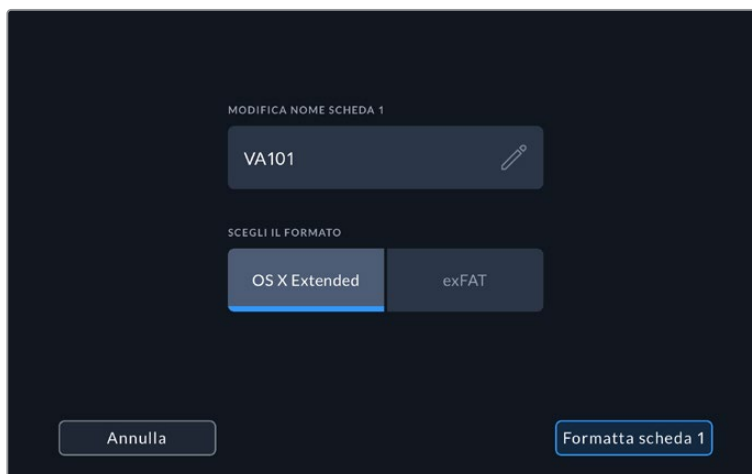 MODIFICA NOME SCHEDA 1
VA101
SCEGLI IL FORMATO
OS X Extended
exFAT
Annulla
Formatta scheda 1